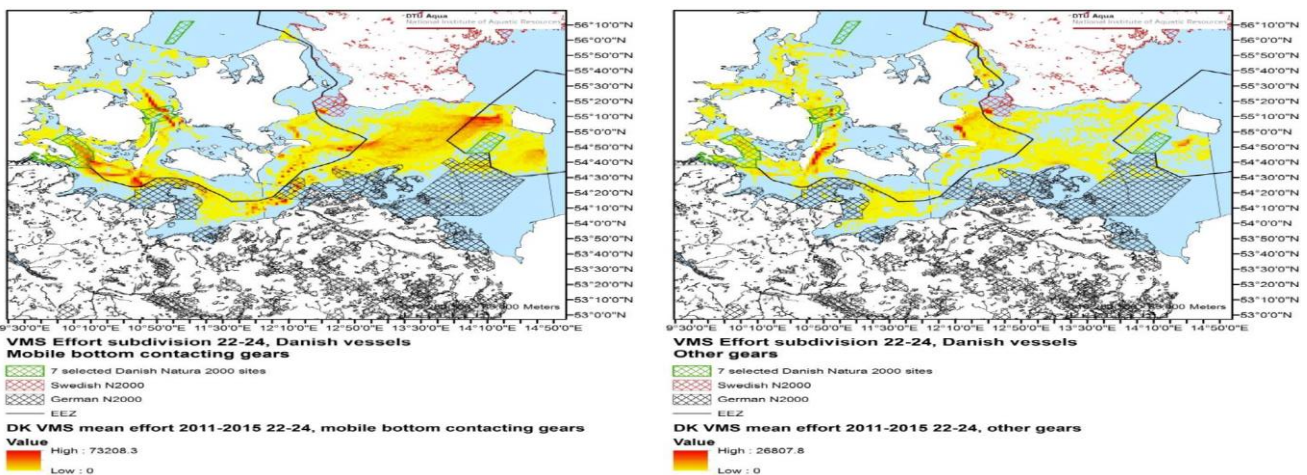 DTU Aqua
National Institute of Aquatic Resources
56°10'0"N
56°0'0"N
55°50'0"N
55°40'0"N
55°30'0"N
55°20'0"N
55°10'0"N
55°0'0"N
54°50'0"N
54°40'0"N
54°30'0"N
54°20'0"N
54°10'0"N
54°0'0"N
53°50'0"N
53°40'0"N
53°30'0"N
53°20'0"N
53°10'0"N
53°0'0"N
Meters
9°30'0"E 10°10'0"E 10°50'0"E 11°30'0"E 12°10'0"E 12°50'0"E 13°30'0"E 14°10'0"E 14°50'0"E
VMS Effort subdivision 22-24, Danish vessels
Mobile bottom contacting gears
7 selected Danish Natura 2000 sites
Swedish N2000
German N2000
EEZ
DK VMS mean effort 2011-2015 22-24, mobile bottom contacting gears
Value
High : 73208.3
Low : 0
DTU Aqua
National Institute of Aquatic Resources
56°10'0"N
56°0'0"N
55°50'0"N
55°40'0"N
55°30'0"N
55°20'0"N
55°10'0"N
55°0'0"N
54°50'0"N
54°40'0"N
54°30'0"N
54°20'0"N
54°10'0"N
54°0'0"N
53°50'0"N
53°40'0"N
53°30'0"N
53°20'0"N
53°10'0"N
53°0'0"N
Meters
9°30'0"E 10°10'0"E 10°50'0"E 11°30'0"E 12°10'0"E 12°50'0"E 13°30'0"E 14°10'0"E 14°50'0"E
VMS Effort subdivision 22-24, Danish vessels
Other gears
7 selected Danish Natura 2000 sites
Swedish N2000
German N2000
EEZ
DK VMS mean effort 2011-2015 22-24, other gears
Value
High : 26807.8
Low : 0